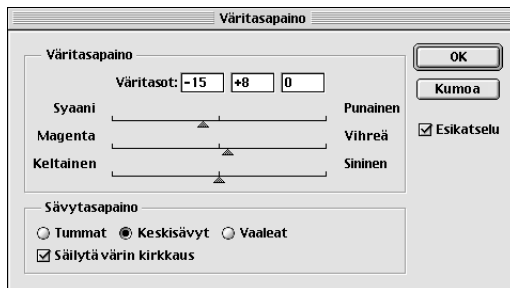 Väritasapaino
Väritasapaino
Väritasot: -15 +8 0
Syaani Punainen
Magenta Vihreä
Keltainen Sininen
Sävytasapaino
Tummat Keskisävyt Vaaleat
Säilytä värin kirkkaus
OK
Kumoa
Esikatselu